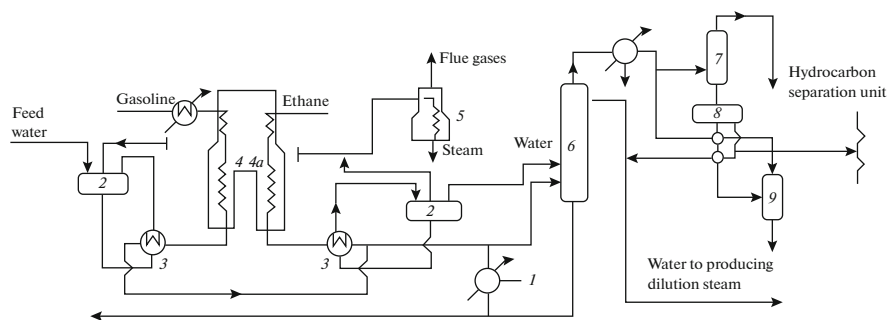 Flue gases
Hydrocarbon
separation unit
Gasoline
Ethane
Feed
water
Steam
Water
2
4 4a
5
6
7
8
9
2
3
3
1
Water to producing
dilution steam